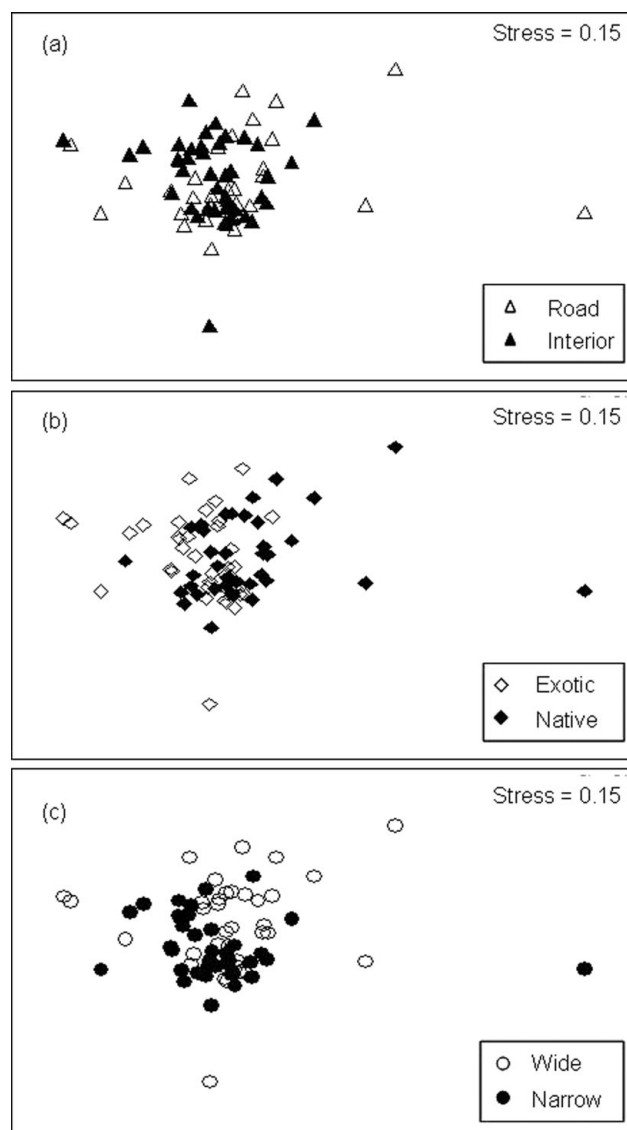 (a)
Stress = 0.15
Road
Interior
(b)
Stress = 0.15
Exotic
Native
(c)
Stress = 0.15
Wide
Narrow